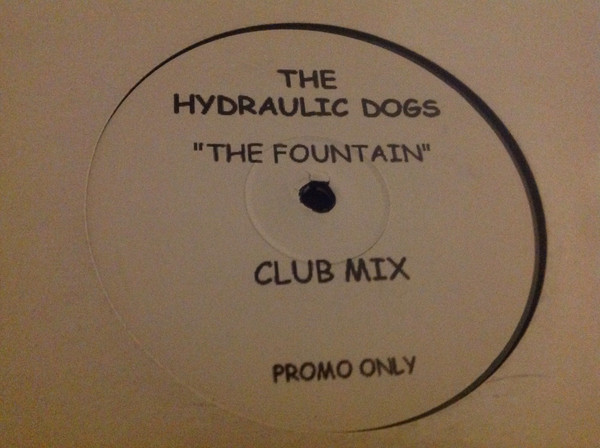 THE
HYDRAULIC DOGS
"THE FOUNTAIN"
CLUB MIX
PROMO ONLY